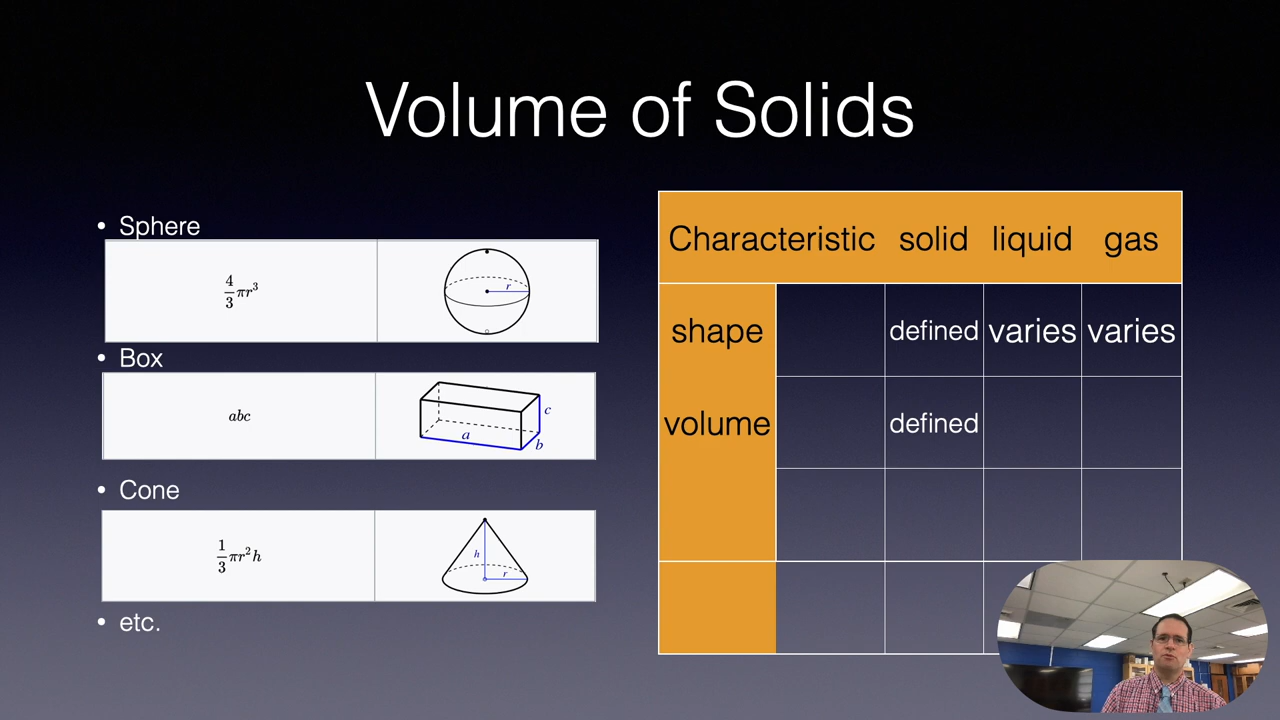 Volume of Solids
• Sphere
4/3 πr³
r
• Box
abc
a
b
c
• Cone
1/3 πr²h
h
r
• etc.
Characteristic solid liquid gas
shape defined varies varies
volume defined